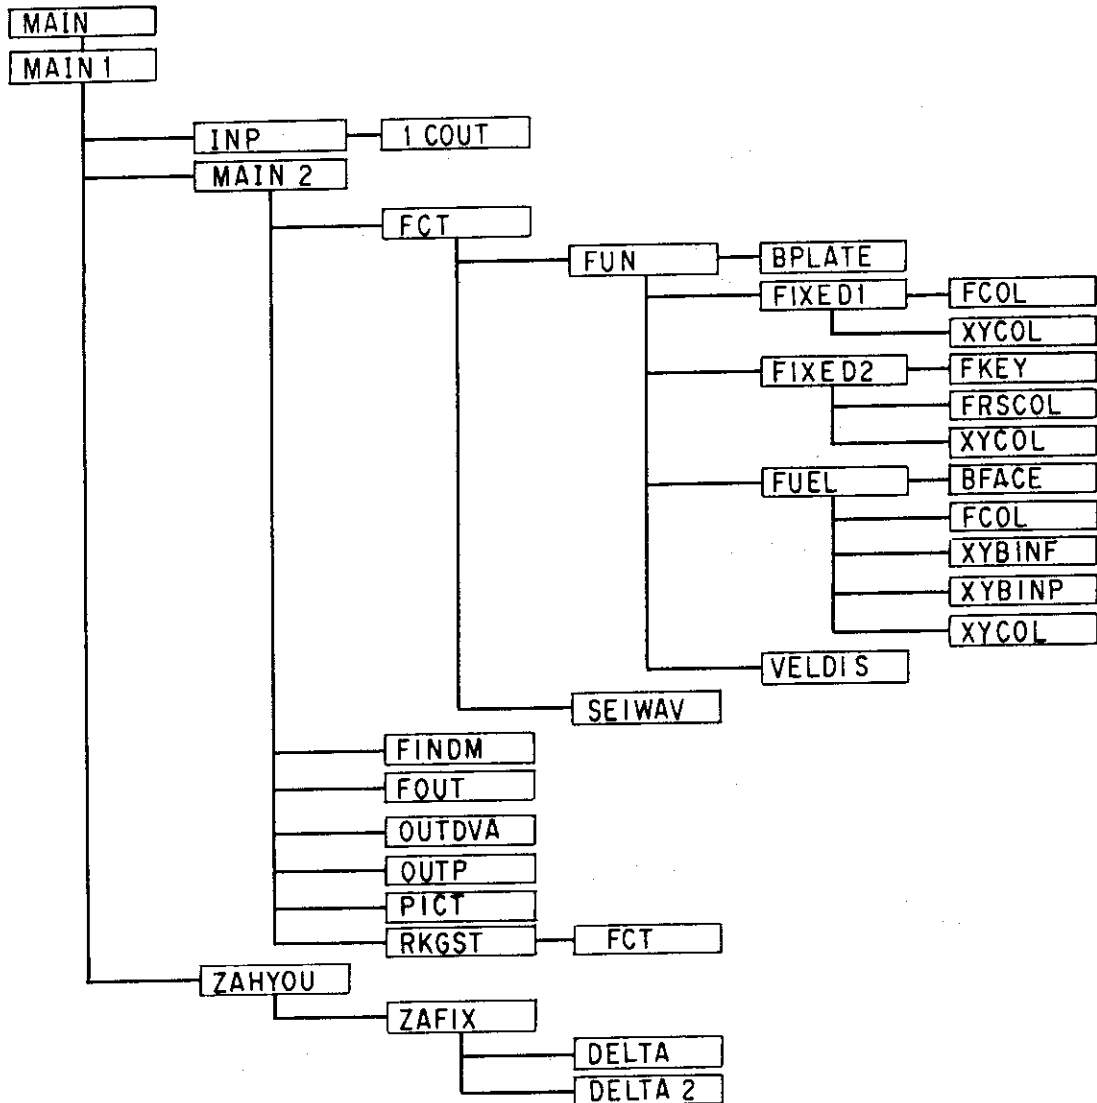 MAIN
MAIN 1
INP
1 COUT
MAIN 2
FCT
FUN
BPLATE
FIXED1
FCOL
XYCOL
FIXED2
FKEY
FRSCOL
XYCOL
FUEL
BFACE
FCOL
XYBINF
XYBINP
XYCOL
VELDIS
SEIWAV
FINDM
FOUT
OUTDVA
OUTP
PICT
RKGST
FCT
ZAHYOU
ZAFIX
DELTA
DELTA 2